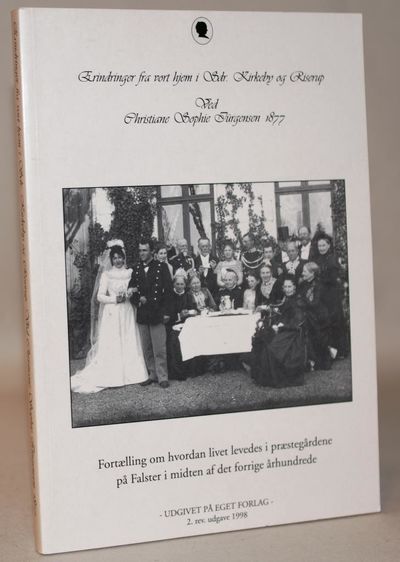 Erindringer fra vort hjem i Sdr. Kirkeby og Riserup
Ved
Christiane Sophie Jürgensen 1877
Fortælling om hvordan livet levedes i præstegårdene
på Falster i midten af det forrige århundrede
- UDGIVET PÅ EGET FORLAG -
2. rev. udgave 1998